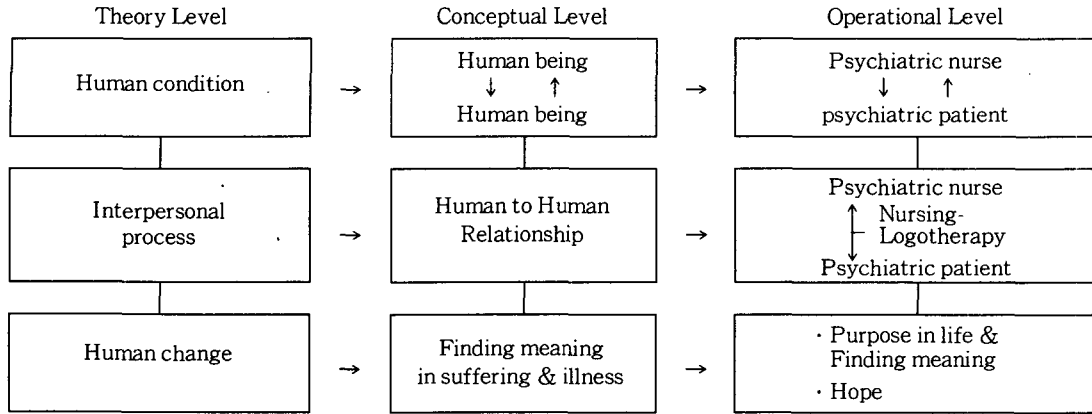 Theory Level
Conceptual Level
Operational Level
Human condition
→
Human being
↓ ↑
Human being
→
Psychiatric nurse
↓ ↑
psychiatric patient
Interpersonal
process
→
Human to Human
Relationship
→
Psychiatric nurse
Nursing-
Logotherapy
Psychiatric patient
Human change
→
Finding meaning
in suffering & illness
→
· Purpose in life &
Finding meaning
· Hope